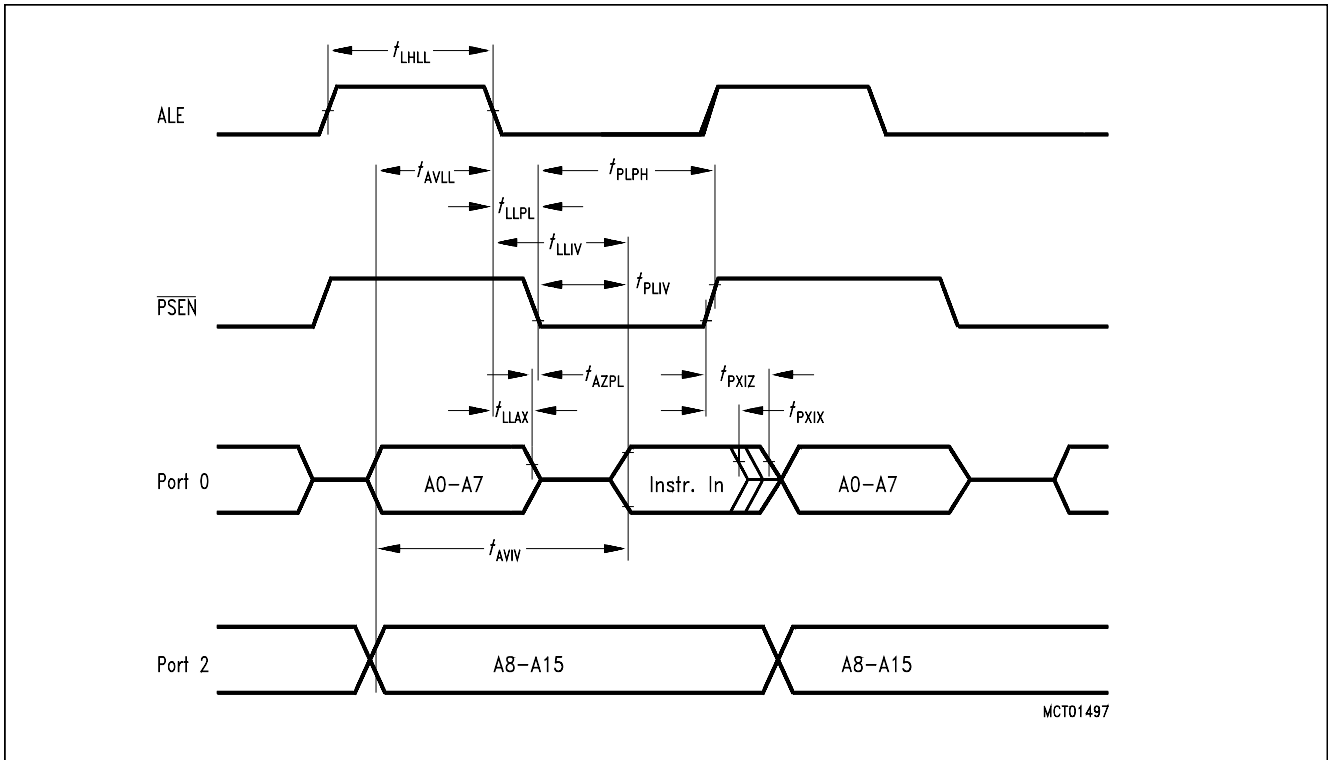 tLHLL
ALE
tAVLL
tPLPH
tLLPL
tLLIV
tPLIV
PSEN
tAZPL
tPXIZ
tLLAX
tPXIX
Port 0
A0-A7
Instr. In
A0-A7
tAVIV
Port 2
A8-A15
A8-A15
MCT01497